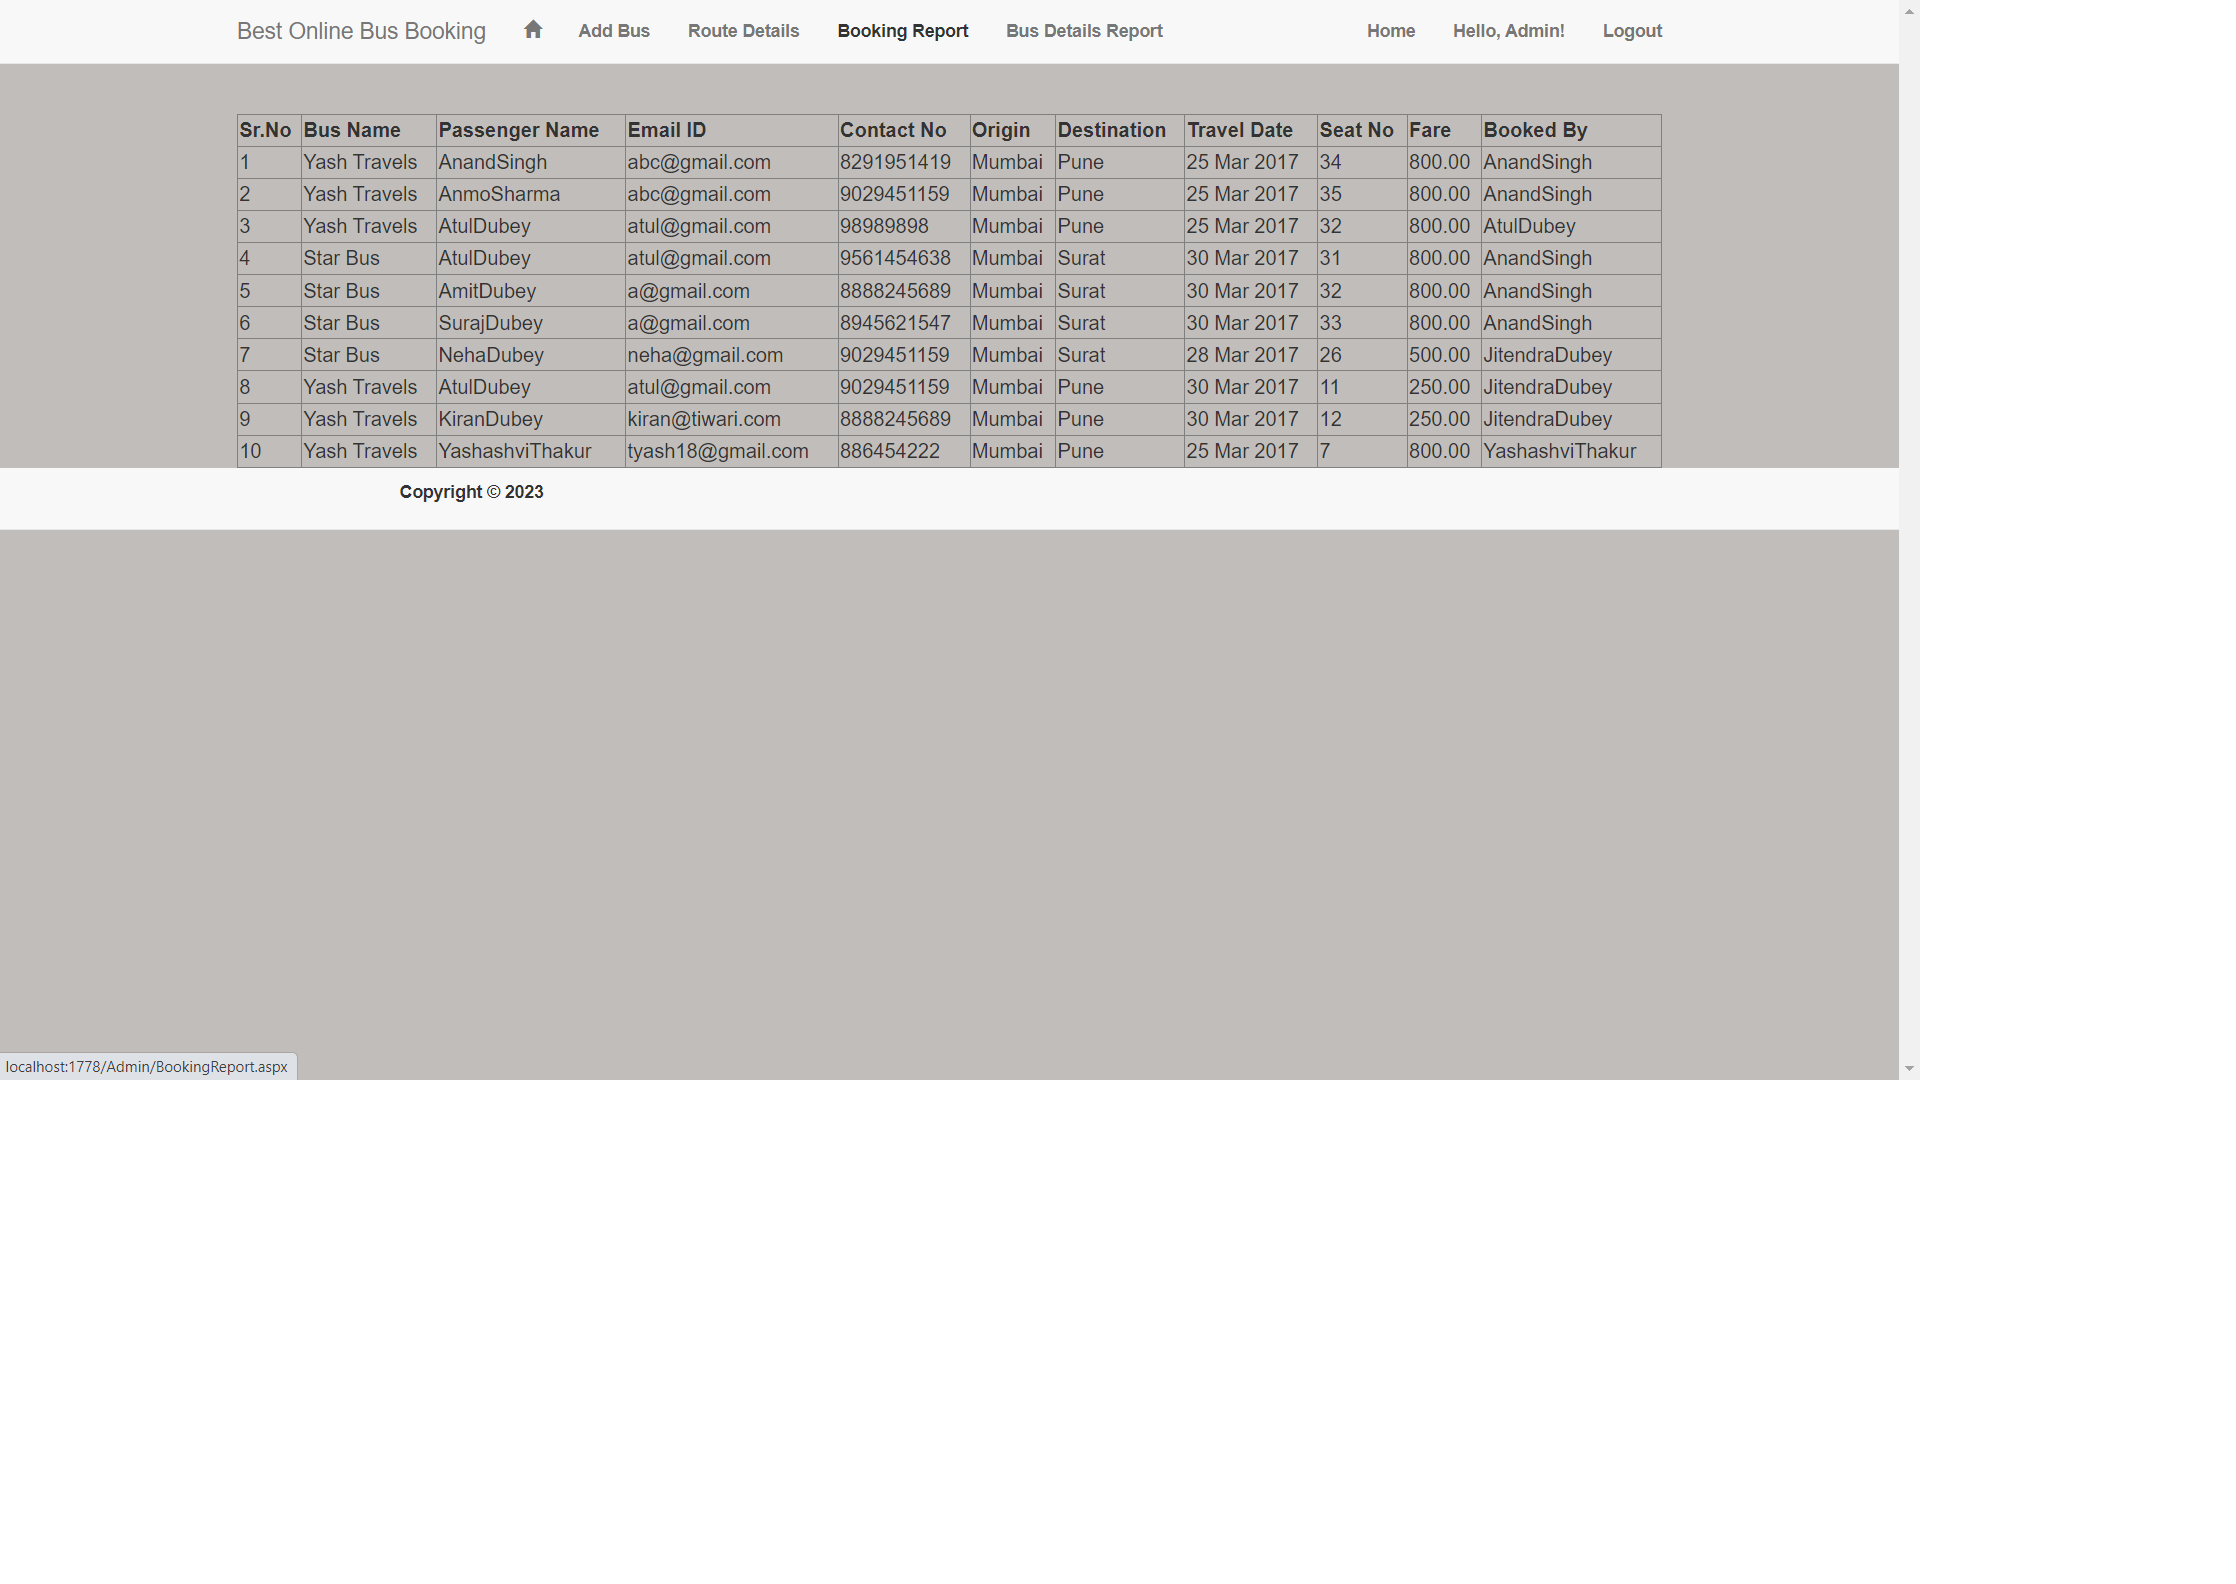 Best Online Bus Booking Add Bus Route Details Booking Report Bus Details Report Home Hello, Admin! Logout
Sr.No Bus Name Passenger Name Email ID Contact No Origin Destination Travel Date Seat No Fare Booked By
1 Yash Travels AnandSingh abc@gmail.com 8291951419 Mumbai Pune 25 Mar 2017 34 800.00 AnandSingh
2 Yash Travels AnmoSharma abc@gmail.com 9029451159 Mumbai Pune 25 Mar 2017 35 800.00 AnandSingh
3 Yash Travels AtulDubey atul@gmail.com 98989898 Mumbai Pune 25 Mar 2017 32 800.00 AtulDubey
4 Star Bus AtulDubey atul@gmail.com 9561454638 Mumbai Surat 30 Mar 2017 31 800.00 AnandSingh
5 Star Bus AmitDubey a@gmail.com 8888245689 Mumbai Surat 30 Mar 2017 32 800.00 AnandSingh
6 Star Bus SurajDubey a@gmail.com 8945621547 Mumbai Surat 30 Mar 2017 33 800.00 AnandSingh
7 Star Bus NehaDubey neha@gmail.com 9029451159 Mumbai Surat 28 Mar 2017 26 500.00 JitendraDubey
8 Yash Travels AtulDubey atul@gmail.com 9029451159 Mumbai Pune 30 Mar 2017 11 250.00 JitendraDubey
9 Yash Travels KiranDubey kiran@tiwari.com 8888245689 Mumbai Pune 30 Mar 2017 12 250.00 JitendraDubey
10 Yash Travels YashashviThakur tyash18@gmail.com 886454222 Mumbai Pune 25 Mar 2017 7 800.00 YashashviThakur
Copyright © 2023
localhost:1778/Admin/BookingReport.aspx